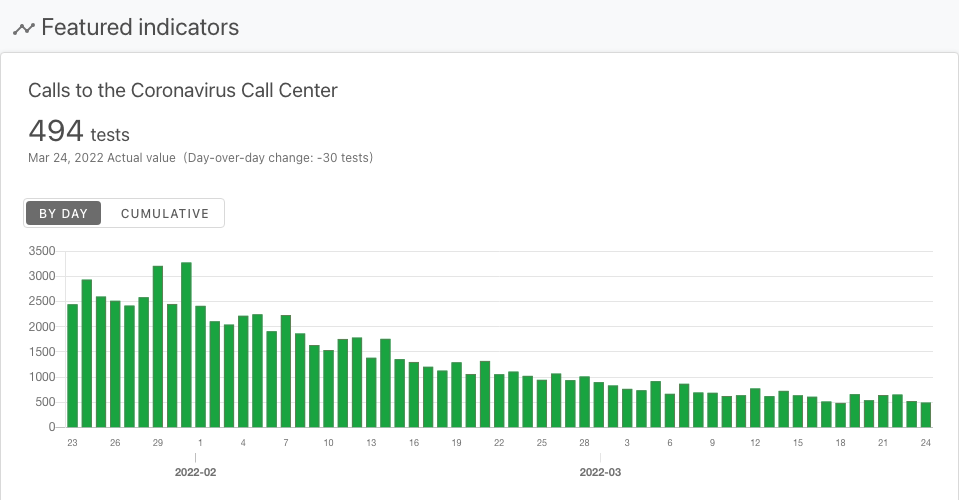 Featured indicators
Calls to the Coronavirus Call Center
494 tests
Mar 24, 2022 Actual value (Day-over-day change: -30 tests)
BY DAY CUMULATIVE
3500
3000
2500
2000
1500
1000
500
0
23 26 29 1 4 7 10 13 16 19 22 25 28 3 6 9 12 15 18 21 24
2022-02 2022-03